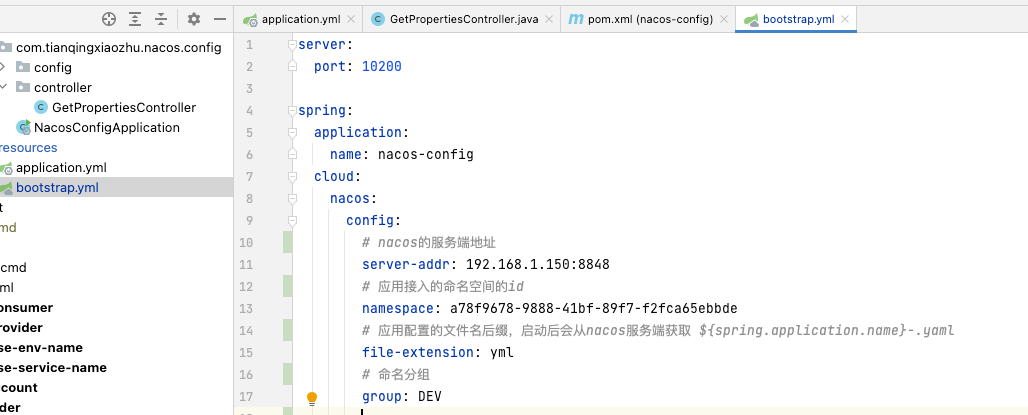 application.yml
GetPropertiesController.java
pom.xml (nacos-config)
bootstrap.yml
com.tianqingxiaozhu.nacos.config
config
controller
GetPropertiesController
NacosConfigApplication
resources
application.yml
bootstrap.yml
t
md
cmd
ml
onsumer
rovider
se-env-name
se-service-name
ccount
der
1 server:
2 port: 10200
3
4 spring:
5 application:
6 name: nacos-config
7 cloud:
8 nacos:
9 config:
10 # nacos的服务端地址
11 server-addr: 192.168.1.150:8848
12 # 应用接入的命名空间的id
13 namespace: a78f9678-9888-41bf-89f7-f2fca65ebbde
14 # 应用配置的文件名后缀，启动后会从nacos服务端获取 ${spring.application.name}-.yaml
15 file-extension: yml
16 # 命名分组
17 group: DEV